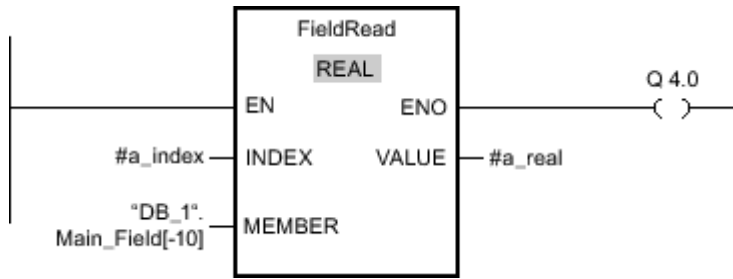 FieldRead
REAL
Q 4.0
EN ENO
#a_index INDEX VALUE #a_real
"DB_1".
Main_Field[-10] MEMBER